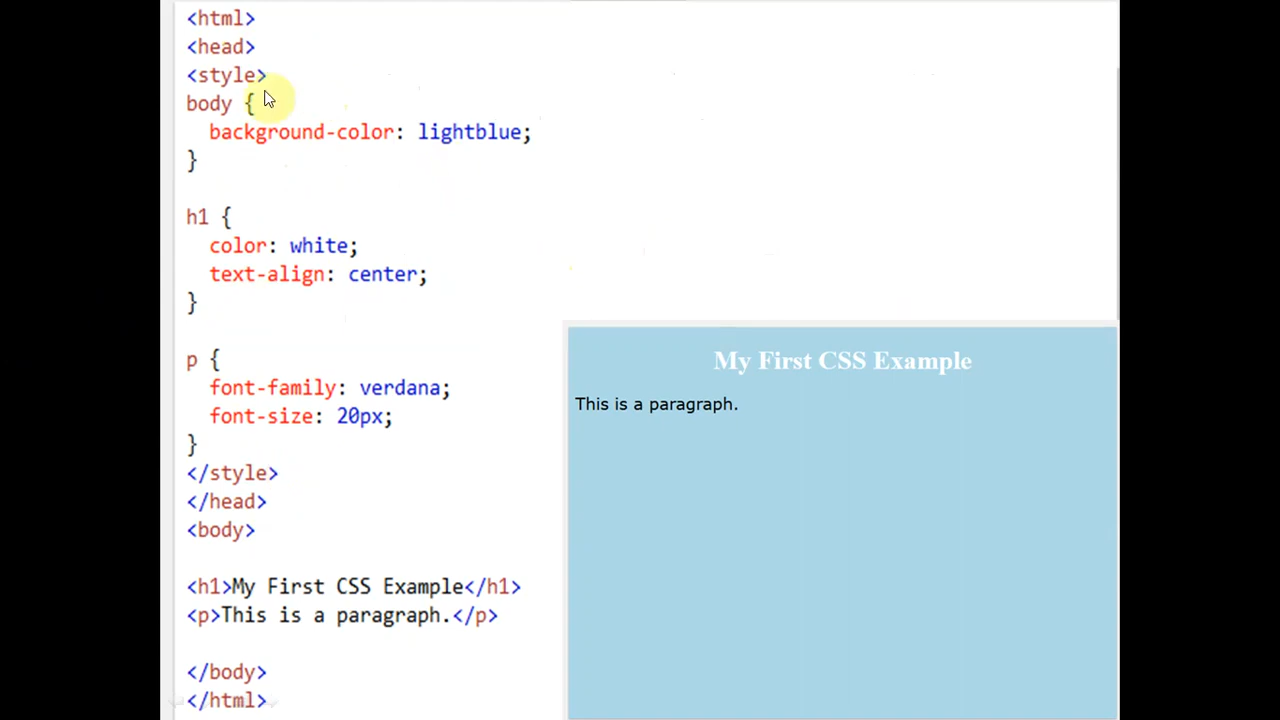 <html>
<head>
<style>
body {
  background-color: lightblue;
}

h1 {
  color: white;
  text-align: center;
}

p {
  font-family: verdana;
  font-size: 20px;
}
</style>
</head>
<body>

<h1>My First CSS Example</h1>
<p>This is a paragraph.</p>

</body>
</html>
My First CSS Example
This is a paragraph.